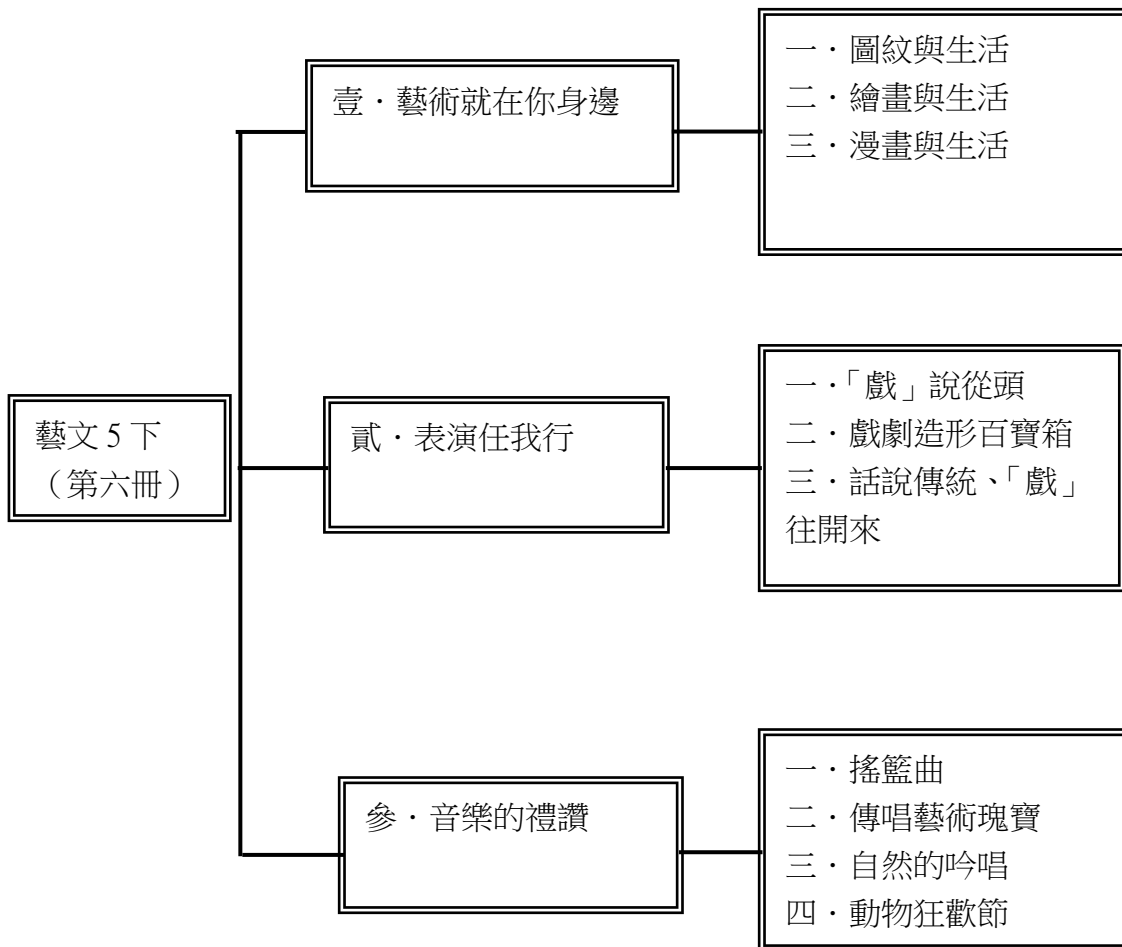 壹．藝術就在你身邊
一．圖紋與生活
二．繪畫與生活
三．漫畫與生活
藝文 5 下
（第六冊）
貳．表演任我行
一．「戲」說從頭
二．戲劇造形百寶箱
三．話說傳統、「戲」
往開來
參．音樂的禮讚
一．搖籃曲
二．傳唱藝術瑰寶
三．自然的吟唱
四．動物狂歡節